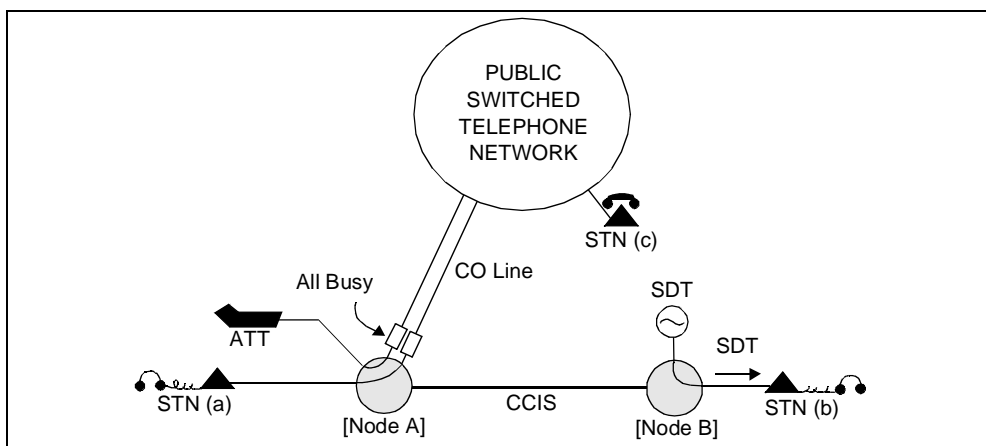 PUBLIC
SWITCHED
TELEPHONE
NETWORK
STN (c)
CO Line
All Busy
SDT
ATT
SDT
STN (a)
CCIS
STN (b)
[Node A]
[Node B]